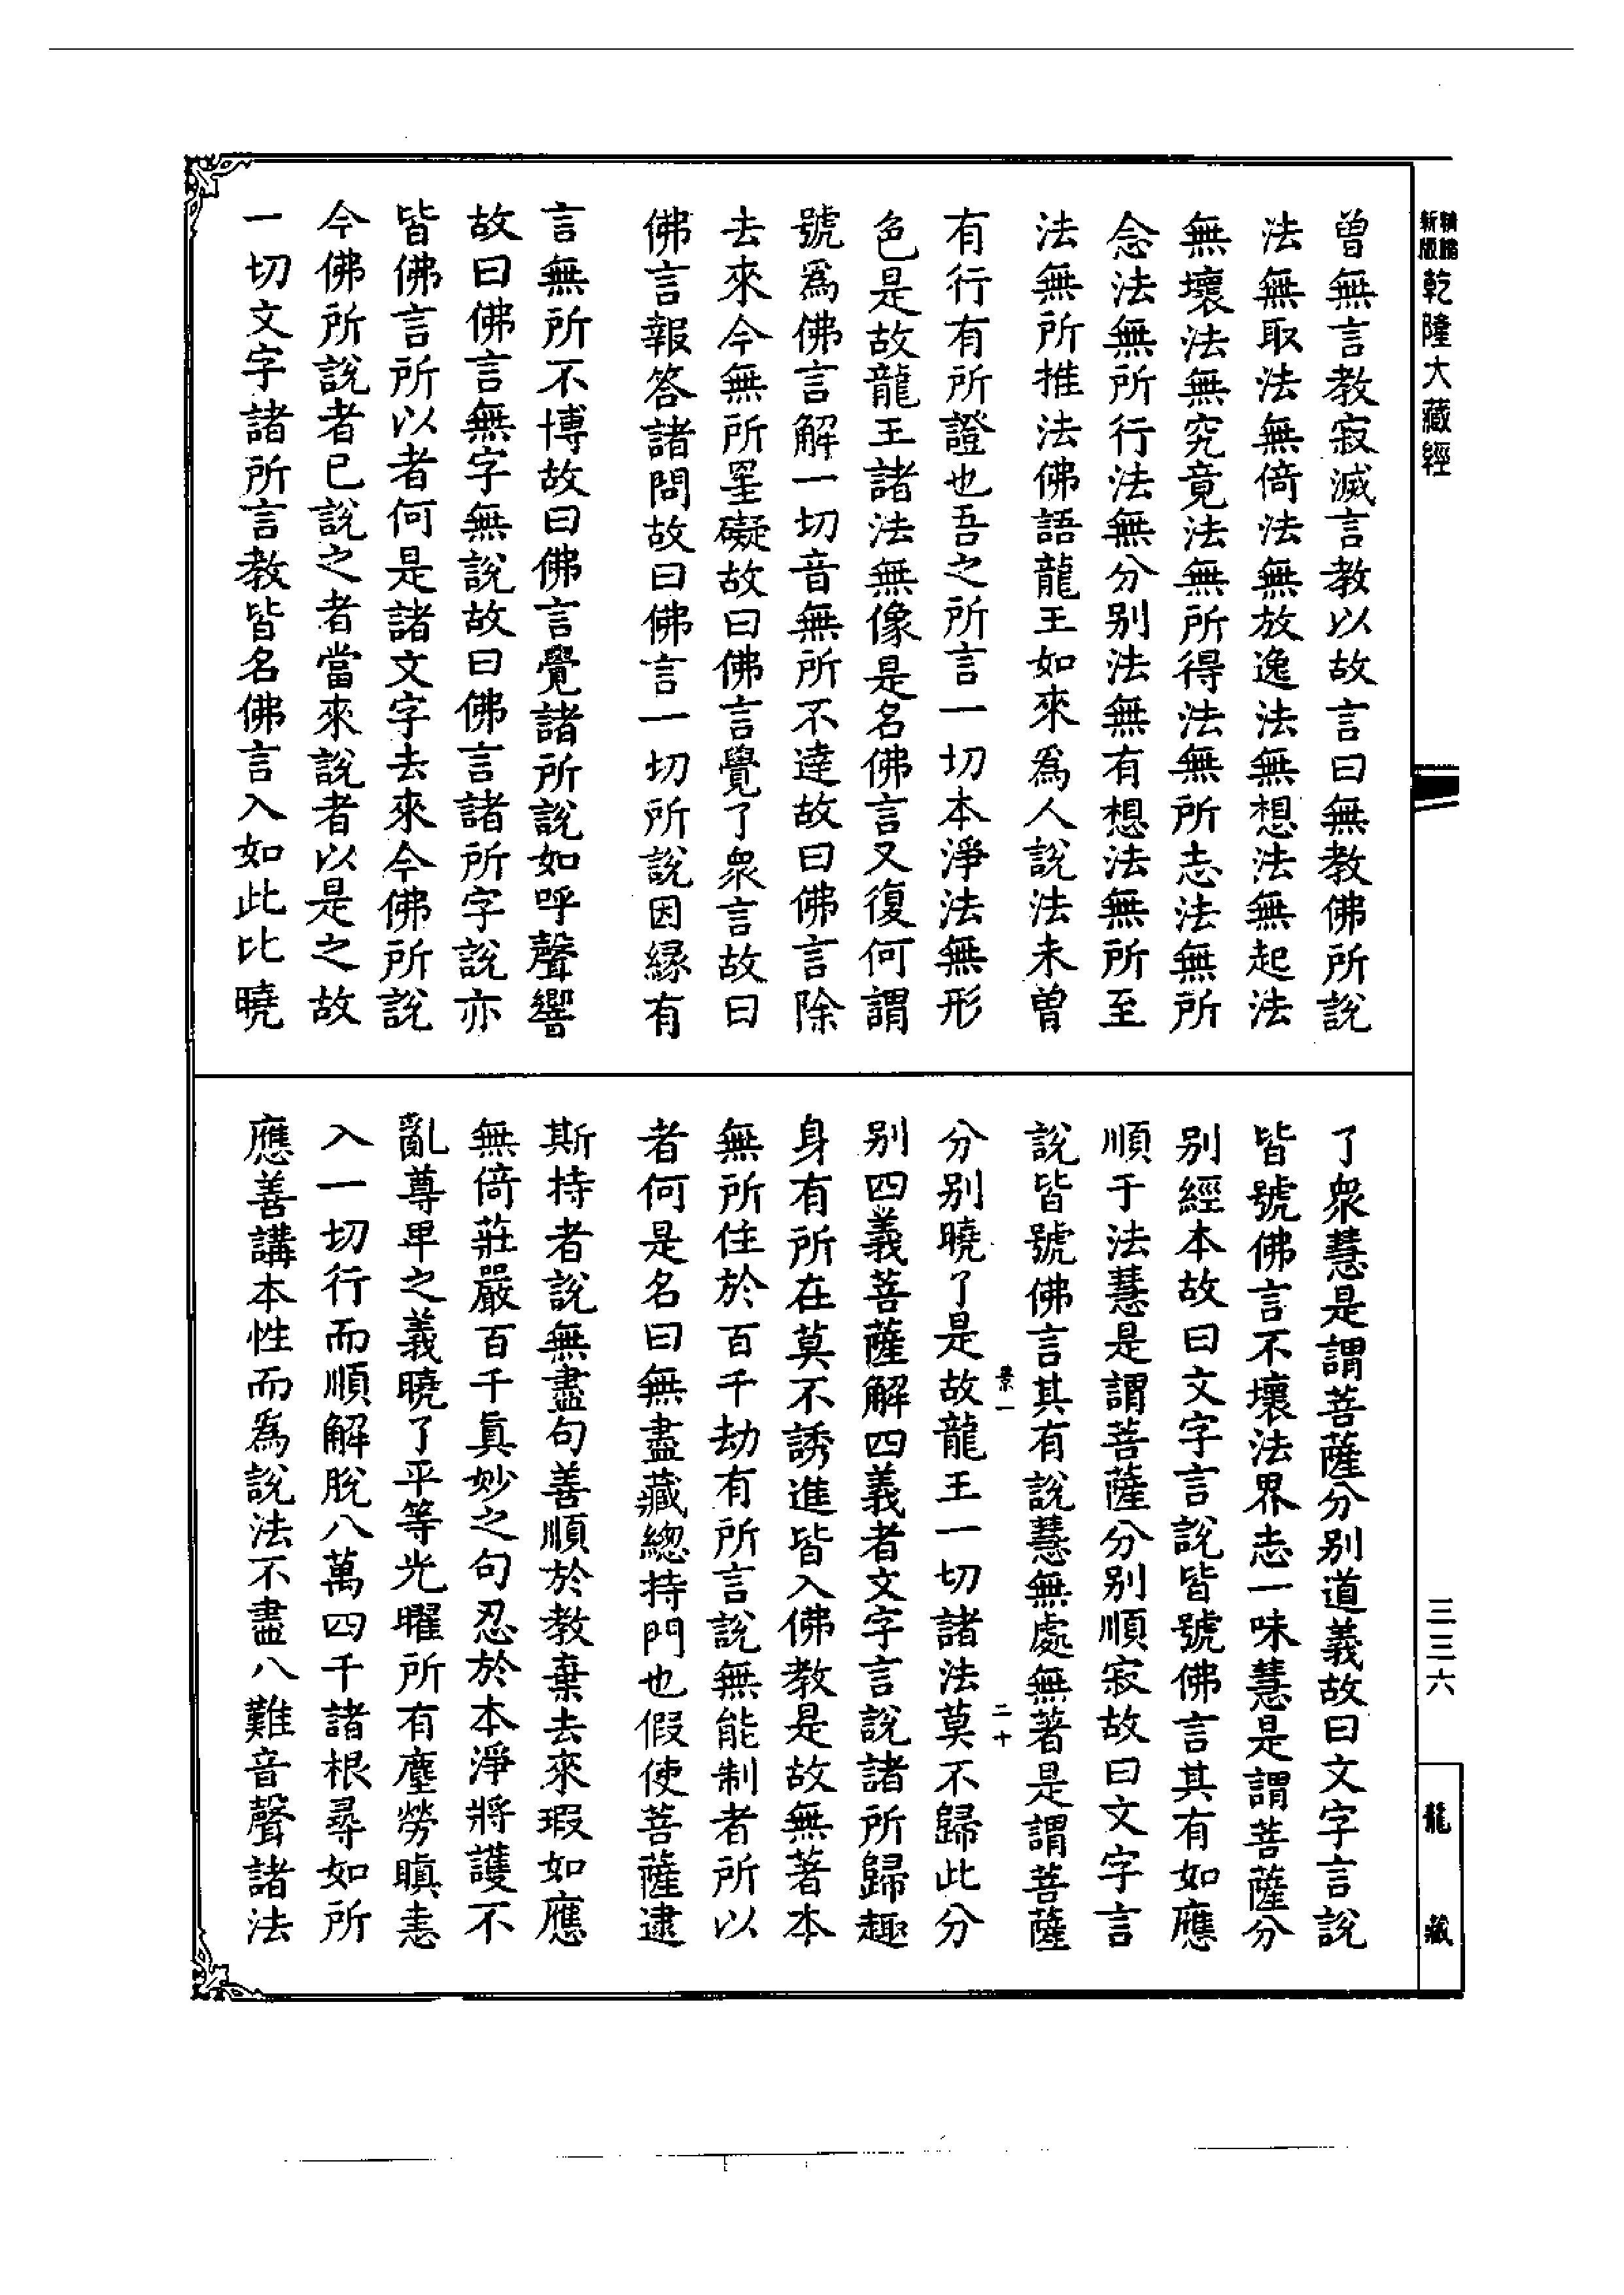 新編
縮版
乾隆大藏經
曾無言教寂滅言教以故言曰無教佛所說
法無取法無倚法無放逸法無想法無起法
無壞法無究竟法無所得法無所志法無所
念法無所行法無分别法無有想法無所至
法無所推法佛語龍王如來爲人說法未曾
有行有所證也吾之所言一切本淨法無形
色是故龍王諸法無像是名佛言又復何謂
號爲佛言解一切音無所不達故曰佛言除
去來今無所罣礙故曰佛言覺了衆言故曰
佛言報答諸問故曰佛言一切所說因縁有
言無所不博故曰佛言覺諸所說如呼聲響
故曰佛言無字無說故曰佛言諸所字說亦
皆佛言所以者何是諸文字去來今佛所說
今佛所說者已說之者當來說者以是之故
一切文字諸所言教皆名佛言入如此比曉
了衆慧是謂菩薩分别道義故曰文字言說
皆號佛言不壞法界志一味慧是謂菩薩分
别經本故曰文字言說皆號佛言其有如應
順于法慧是謂菩薩分别順寂故曰文字言
說皆號佛言其有說慧無處無著是謂菩薩
景一
二十
分别曉了是故龍王一切諸法莫不歸此分
别四義菩薩解四義者文字言說諸所歸趣
身有所在莫不誘進皆入佛教是故無著本
無所住於百千劫有所言說無能制者所以
者何是名曰無盡藏總持門也假使菩薩逮
斯持者說無盡句善順於教棄去來瑕如應
無倚莊嚴百千眞妙之句忍於本淨將護不
亂尊卑之義曉了平等光曜所有塵勞瞋恚
入一切行而順解脫八萬四千諸根尋如所
應善講本性而爲說法不盡八難音聲諸法
三三六
龍藏